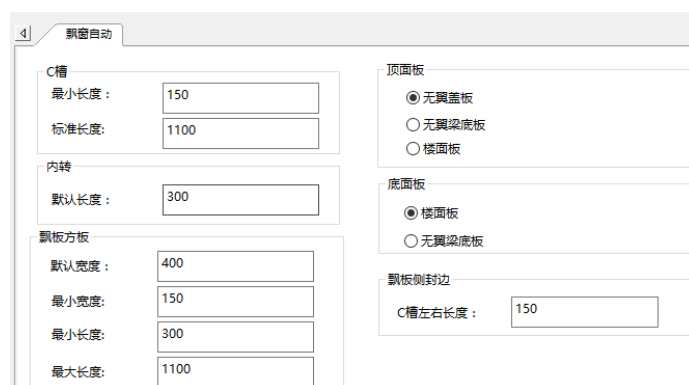 飘窗自动
C槽
最小长度： 150
标准长度: 1100
内转
默认长度： 300
飘板方板
默认宽度： 400
最小宽度: 150
最小长度: 300
最大长度: 1100
顶面板
无翼盖板
无翼梁底板
楼面板
底面板
楼面板
无翼梁底板
飘板侧封边
C槽左右长度： 150